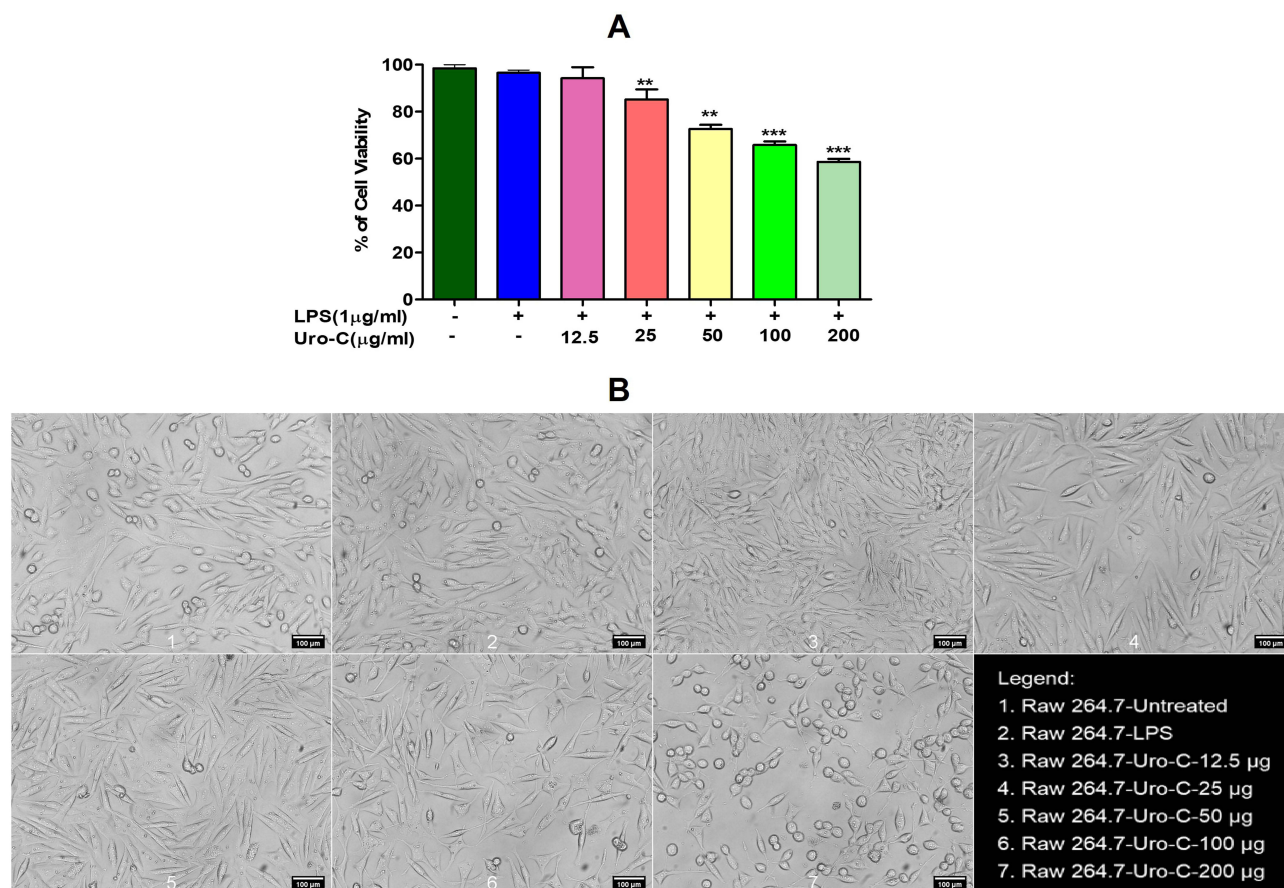 A
% of Cell Viability
100
80
60
40
20
0
**
**
***
***
LPS(1μg/ml) - + + + + + +
Uro-C(μg/ml) - - 12.5 25 50 100 200
B
1
100 µm
2
100 µm
3
100 µm
4
100 µm
5
100 µm
6
100 µm
7
100 µm
Legend:
1. Raw 264.7-Untreated
2. Raw 264.7-LPS
3. Raw 264.7-Uro-C-12.5 µg
4. Raw 264.7-Uro-C-25 µg
5. Raw 264.7-Uro-C-50 µg
6. Raw 264.7-Uro-C-100 µg
7. Raw 264.7-Uro-C-200 µg